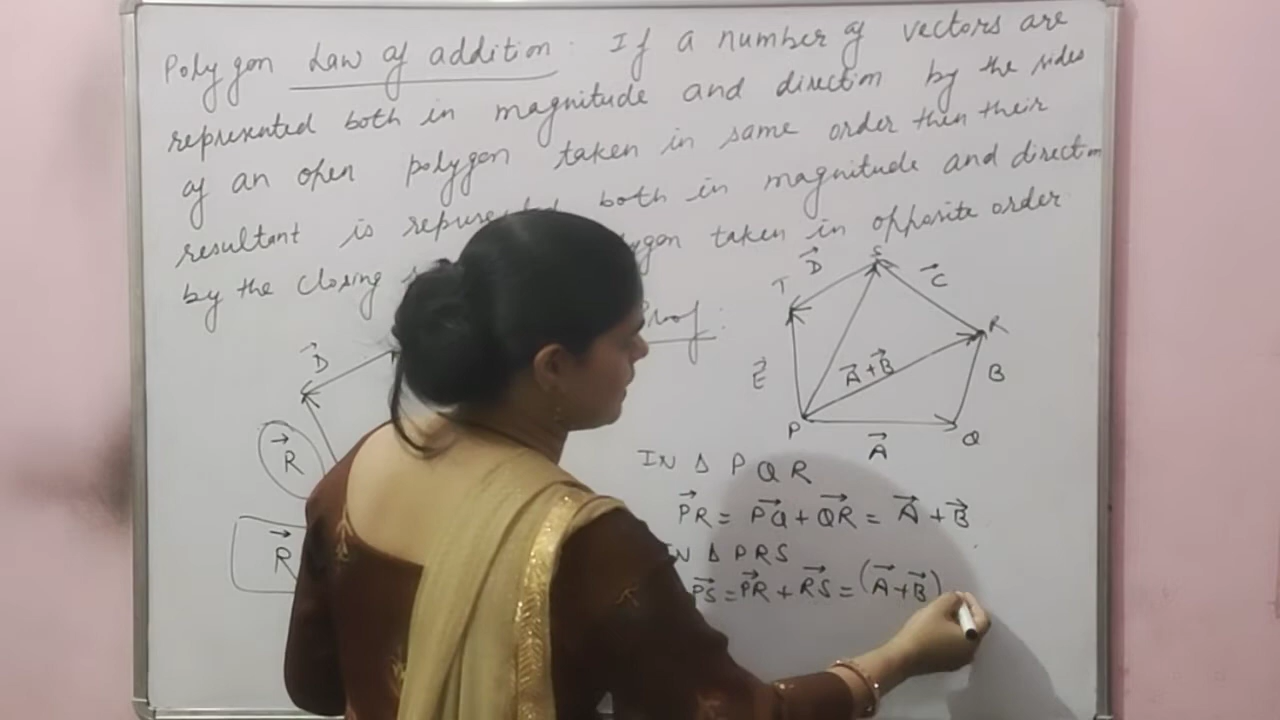 Polygon Law of addition : If a number of vectors are
represented both in magnitude and direction by the sides
of an open polygon taken in same order then their
resultant is both in magnitude and direction
by the closing taken in opposite order
Proof :
D
R
R
T
D
S
C
R
E
A + B
B
P
A
Q
IN Δ PQR
PR = PQ + QR = A + B
IN Δ PRS
PS = PR + RS = (A + B)